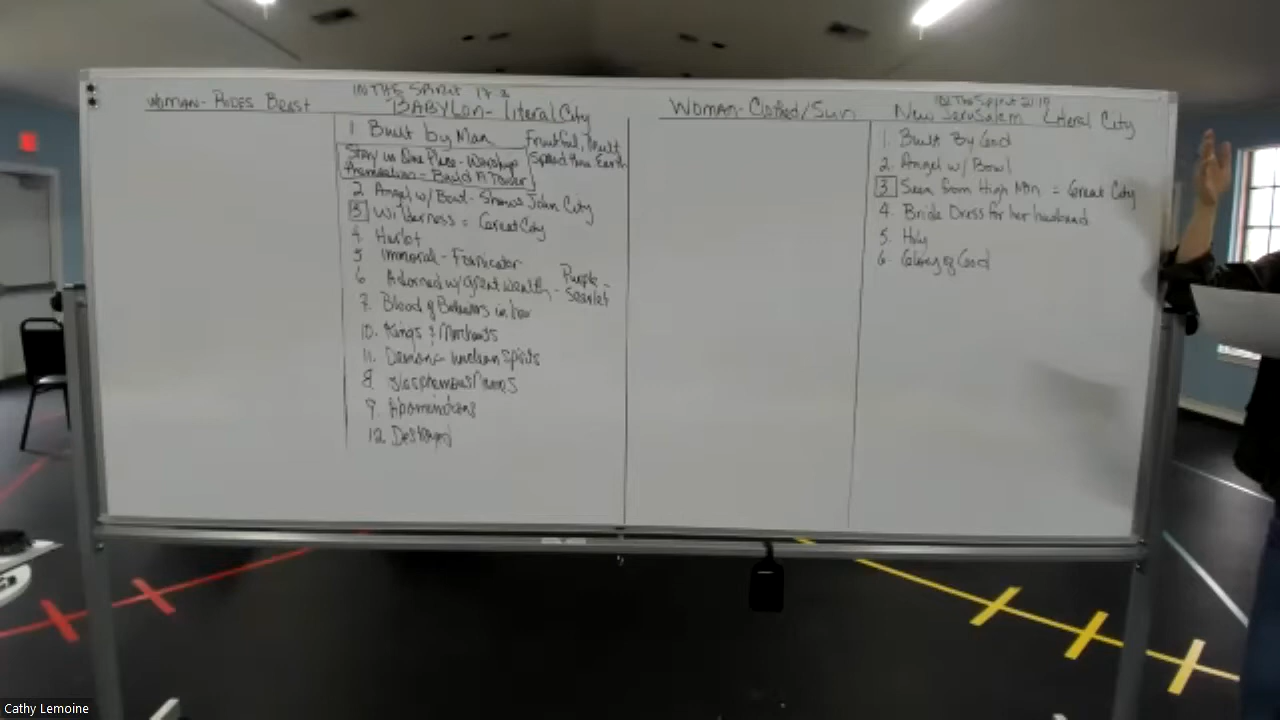 WOMAN - RIDES BEAST
IN THE SPIRIT 17:3
BABYLON - Literal City
1 Built by Man
Fruitful, Mult
Spread thru Earth
Stay in One Place - Worship
Themselves = Build A Tower
2 Angel w/ Bowl - Shows John City
3 Wilderness = Great City
4 Harlot
5 Immoral - Fornicator
6 Adorned w/ great wealth - Purple -
Scarlet
7. Blood of Believers in her
10. Kings & Merchants
11. Demons - unclean spirits
8. Blasphemous Names
9. Abominations
12 Destroyed
WOMAN - Clothed/Sun
In The Spirit 21:10
New Jerusalem Literal City
1. Built By God
2. Angel w/ Bowl
3 Seen from High Mtn = Great City
4. Bride Dress for her husband
5. Holy
6. Glory of God
Cathy Lemoine